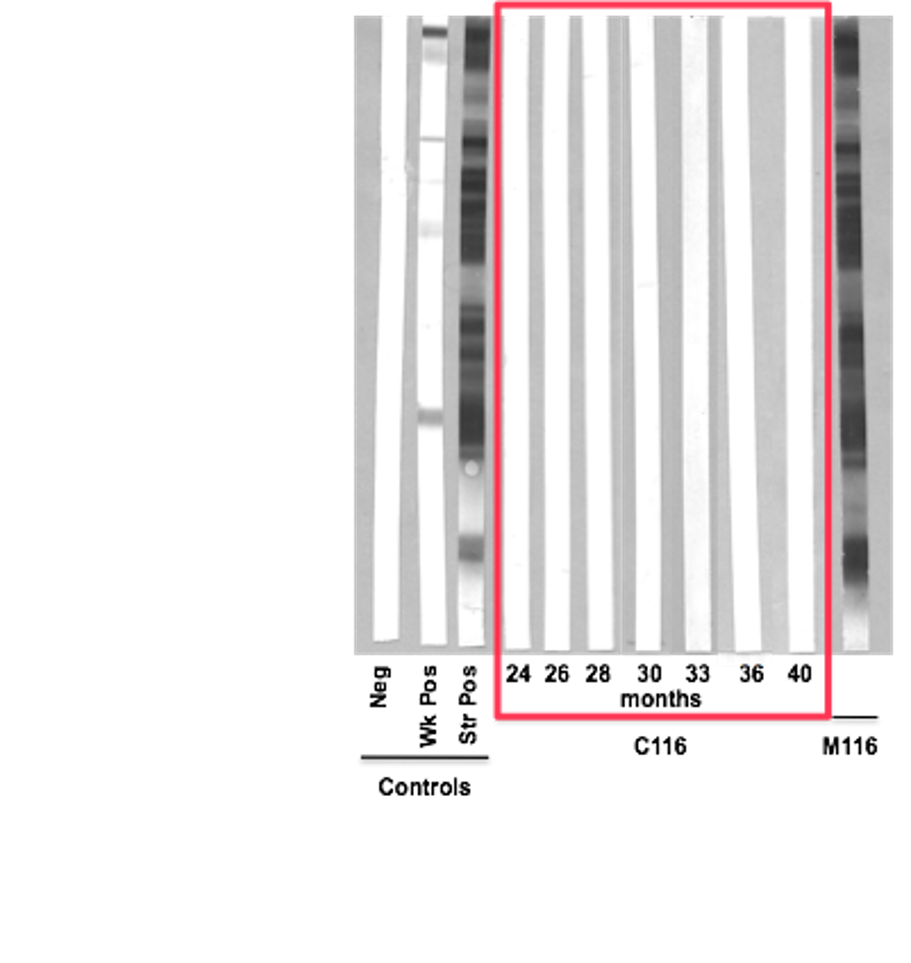 Neg
Wk Pos
Str Pos
24 26 28 30 33 36 40
months
C116
M116
Controls